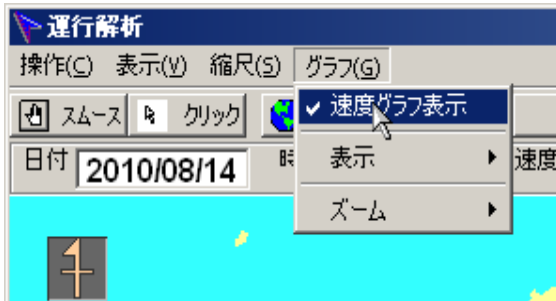 運行解析
操作(C) 表示(V) 縮尺(S) グラフ(G)
スムース クリック
✓ 速度グラフ表示
日付 2010/08/14 時 速度
表示
ズーム